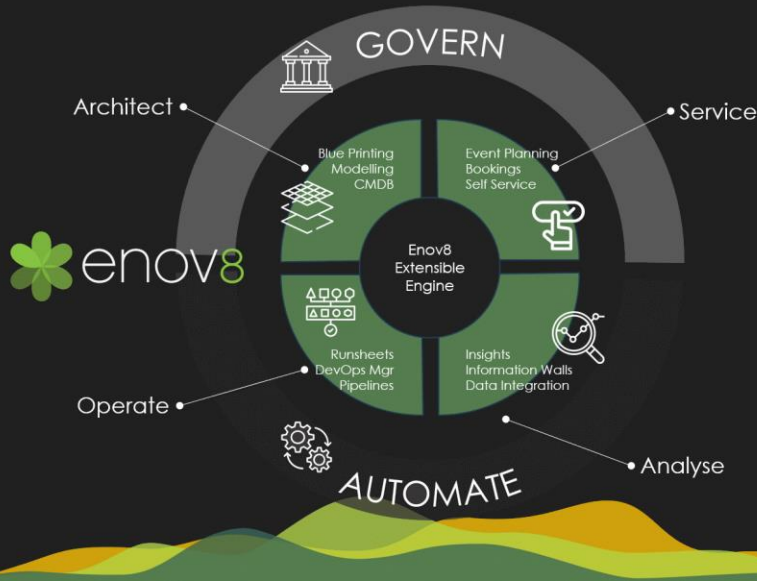 GOVERN
Architect
Service
Blue Printing
Modelling
CMDB
Event Planning
Bookings
Self Service
enov8
Enov8
Extensible
Engine
Runsheets
DevOps Mgr
Pipelines
Insights
Information Walls
Data Integration
Operate
Analyse
AUTOMATE